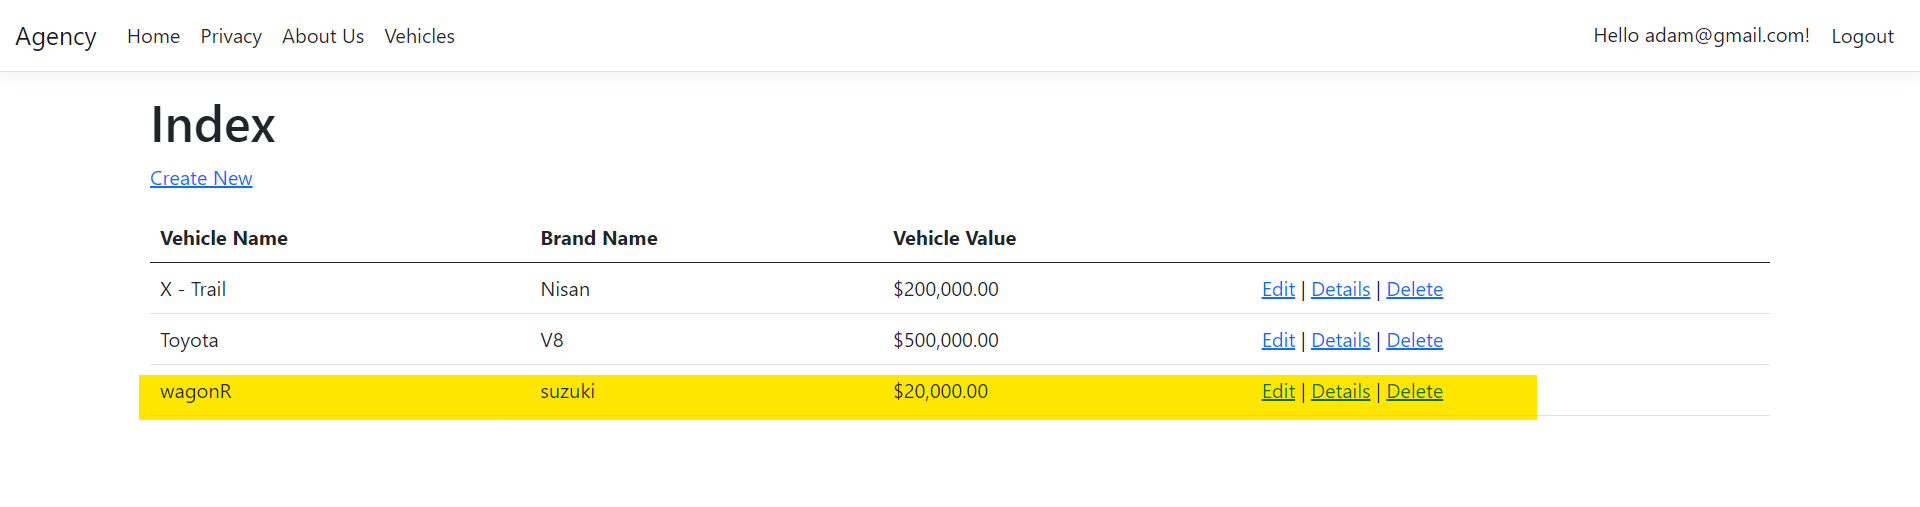 Agency Home Privacy About Us Vehicles Hello adam@gmail.com! Logout
Index
Create New
Vehicle Name Brand Name Vehicle Value
X - Trail Nisan $200,000.00 Edit | Details | Delete
Toyota V8 $500,000.00 Edit | Details | Delete
wagonR suzuki $20,000.00 Edit | Details | Delete